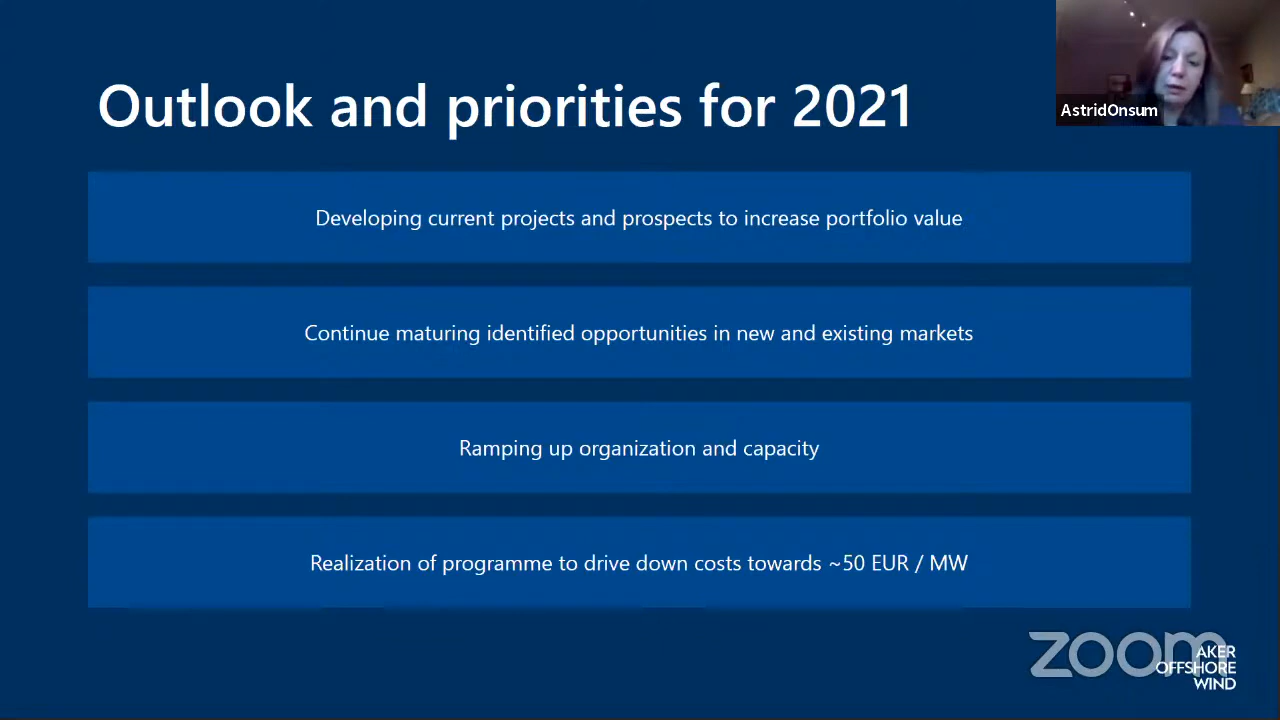 Outlook and priorities for 2021
AstridOnsum
Developing current projects and prospects to increase portfolio value
Continue maturing identified opportunities in new and existing markets
Ramping up organization and capacity
Realization of programme to drive down costs towards ~50 EUR / MW
zoom
AKER
OFFSHORE
WIND